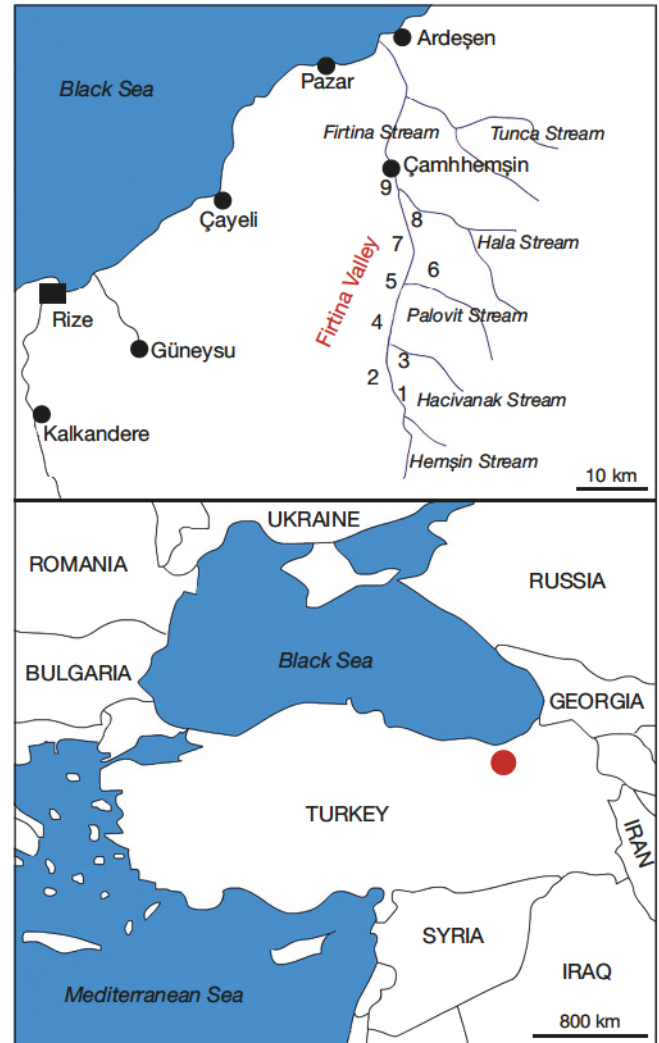 Ardeşen
Pazar
Black Sea
Firtina Stream
Tunca Stream
Çamhhemşin
9
Çayeli
8
7
Hala Stream
6
5
Firtina Valley
Rize
Palovit Stream
4
Güneysu
3
2
1
Hacivanak Stream
Kalkandere
Hemşin Stream
10 km
UKRAINE
ROMANIA
RUSSIA
Black Sea
BULGARIA
GEORGIA
TURKEY
IRAN
SYRIA
IRAQ
Mediterranean Sea
800 km